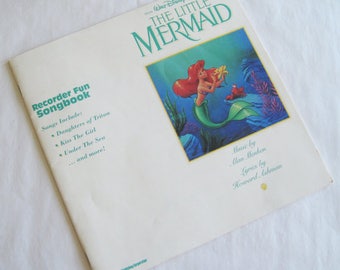 Walt Disney
THE LITTLE
MERMAID
Recorder Fun
Songbook
Songs Include:
• Daughters of Triton
• Kiss The Girl
• Under The Sea
... and more!
Music by
Alan Menken
Lyrics by
Howard Ashman